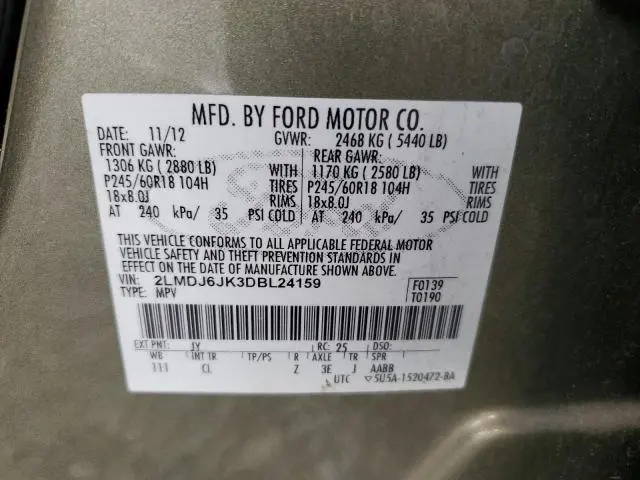 MFD. BY FORD MOTOR CO.
DATE: 11/12 GVWR: 2468 KG ( 5440 LB)
FRONT GAWR: REAR GAWR:
1306 KG ( 2880 LB) WITH 1170 KG ( 2580 LB) WITH
P245/60R18 104H TIRES P245/60R18 104H TIRES
18x8.0J RIMS 18x8.0J RIMS
AT 240 kPa/ 35 PSI COLD AT 240 kPa/ 35 PSI COLD
THIS VEHICLE CONFORMS TO ALL APPLICABLE FEDERAL MOTOR
VEHICLE SAFETY AND THEFT PREVENTION STANDARDS IN
EFFECT ON THE DATE OF MANUFACTURE SHOWN ABOVE.
VIN: 2LMDJ6JK3DBL24159 F0139
TYPE: MPV T0190
EXT PNT: JY RC: 25 DSO:
WB INT TR TP/PS R AXLE TR SPR
111 CL Z 3E J AABB
UTC ▽5U5A-1520472-BA